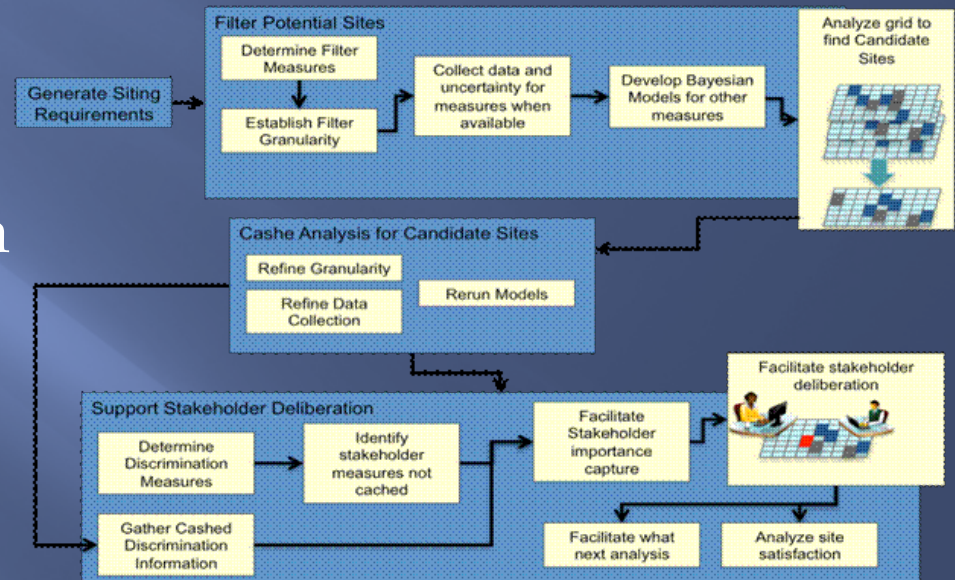 Filter Potential Sites
Determine Filter
Measures
Establish Filter
Granularity
Collect data and
uncertainty for
measures when
available
Develop Bayesian
Models for other
measures
Analyze grid to
find Candidate
Sites
Generate Siting
Requirements
n
Cashe Analysis for Candidate Sites
Refine Granularity
Refine Data
Collection
Rerun Models
Support Stakeholder Deliberation
Determine
Discrimination
Measures
Identify
stakeholder
measures not
cached
Gather Cashed
Discrimination
Information
Facilitate
Stakeholder
importance
capture
Facilitate stakeholder
deliberation
Facilitate what
next analysis
Analyze site
satisfaction